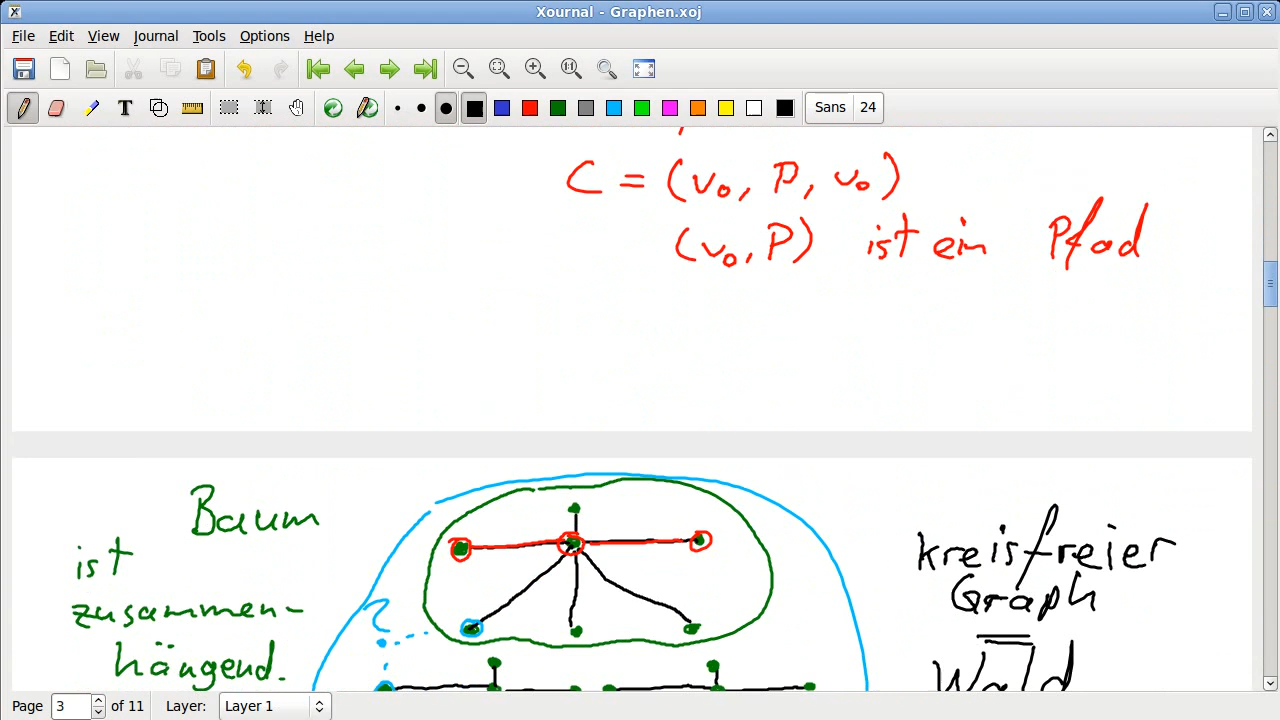 Xournal - Graphen.xoj
File Edit View Journal Tools Options Help
T Sans 24
C = (v₀, P, v₀)
(v₀, P) ist ein Pfad
Baum
ist
zusammen-
hängend.
?
kreisfreier
Graph
=
Wald
Page 3 of 11 Layer: Layer 1